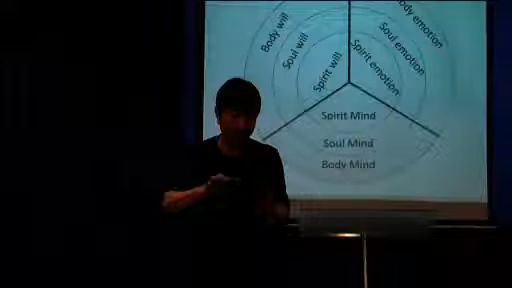 Body will
Soul will
Spirit will
Body emotion
Soul emotion
Spirit emotion
Spirit Mind
Soul Mind
Body Mind